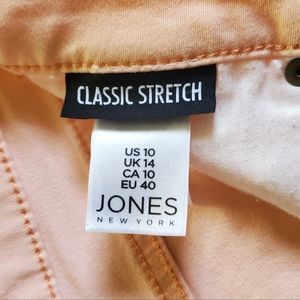 CLASSIC STRETCH
US 10
UK 14
CA 10
EU 40
JONES
NEW YORK